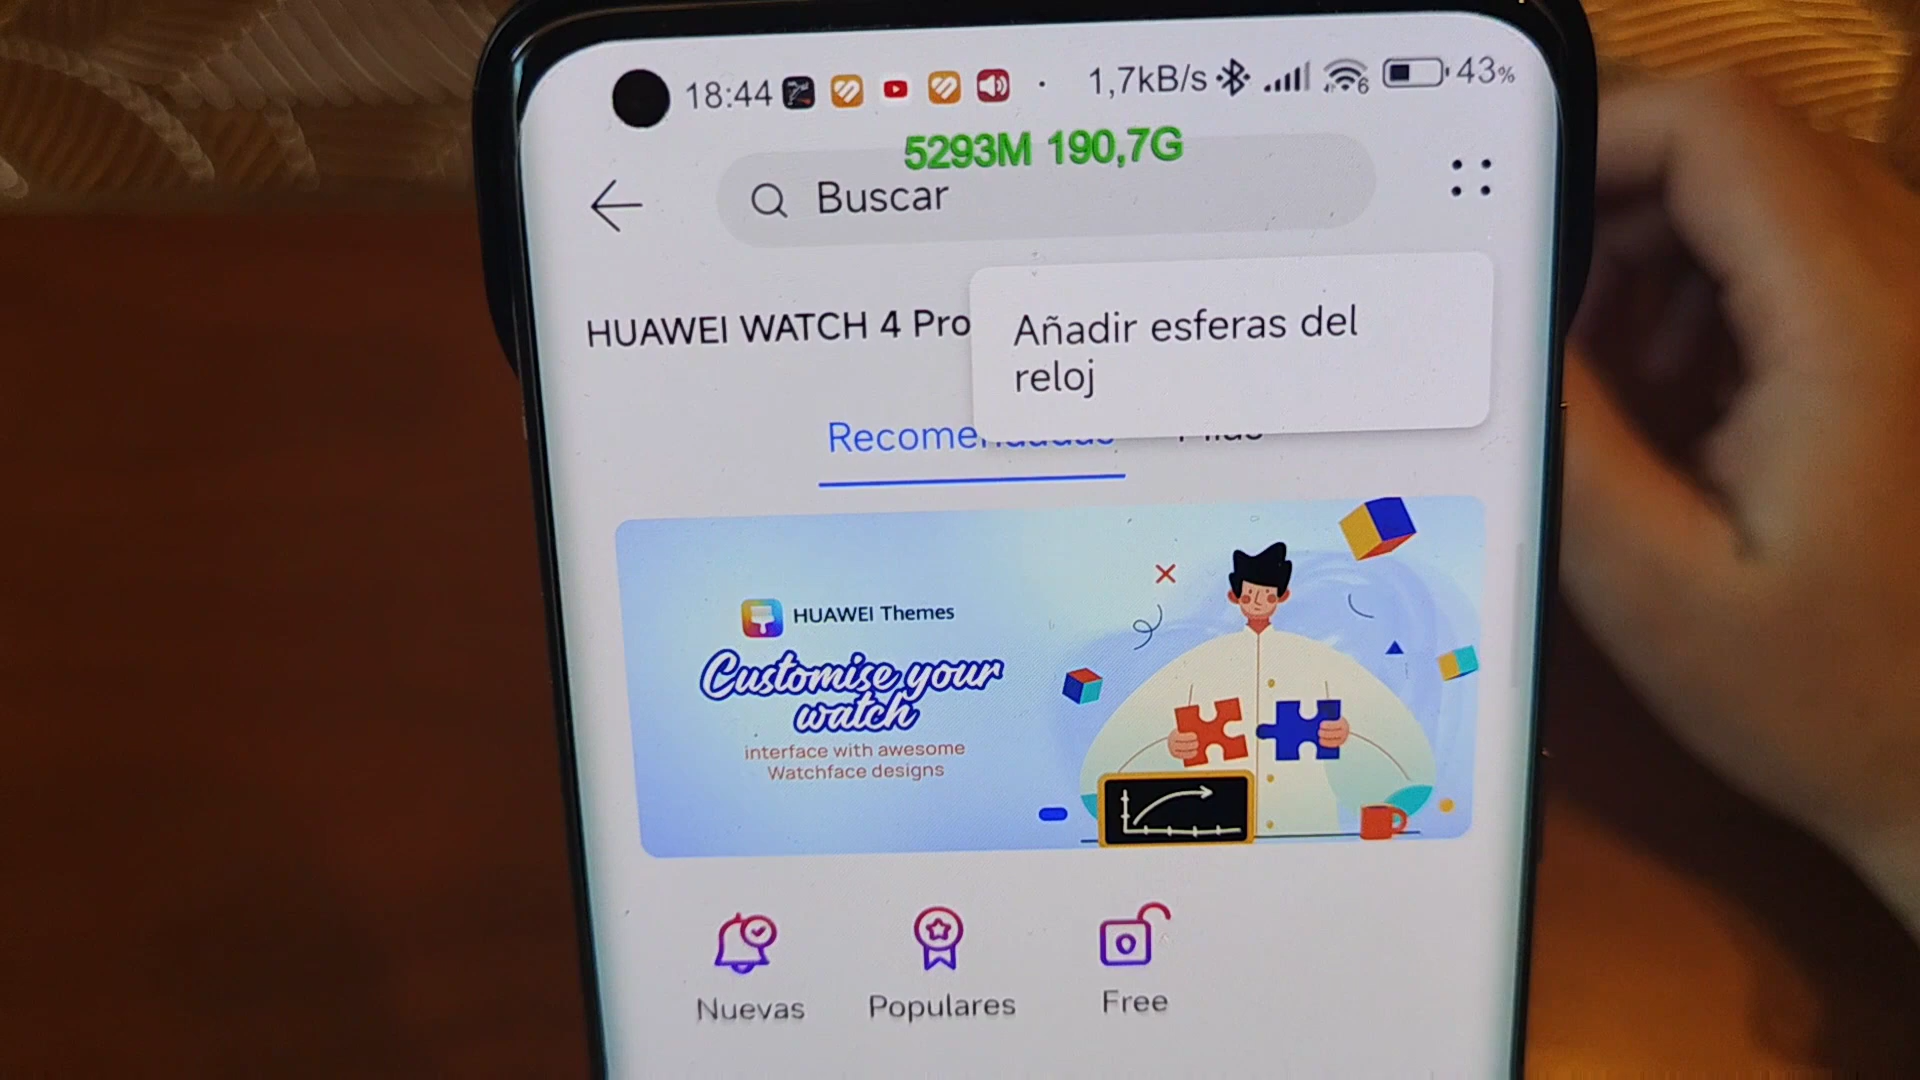 18:44
1,7kB/s
6
43%
5293M 190,7G
Buscar
HUAWEI WATCH 4 Pro
Añadir esferas del
reloj
HUAWEI Themes
Customise your
watch
interface with awesome
Watchface designs
Nuevas
Populares
Free